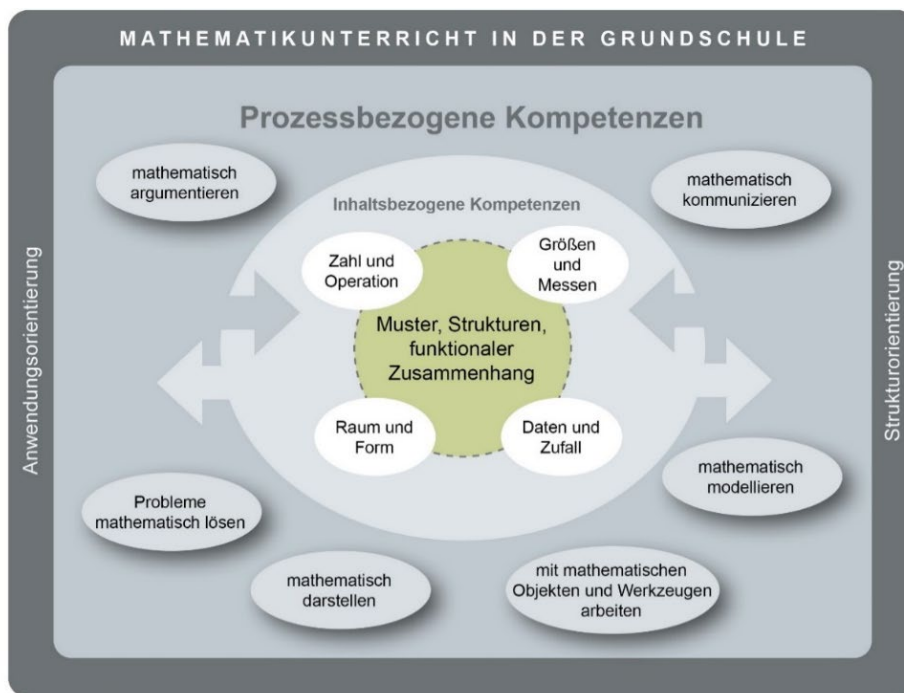 MATHEMATIKUNTERRICHT IN DER GRUNDSCHULE
Prozessbezogene Kompetenzen
mathematisch
argumentieren
mathematisch
kommunizieren
Inhaltsbezogene Kompetenzen
Zahl und
Operation
Größen
und
Messen
Muster, Strukturen,
funktionaler
Zusammenhang
Raum und
Form
Daten und
Zufall
Anwendungsorientierung
Strukturorientierung
Probleme
mathematisch lösen
mathematisch
modellieren
mathematisch
darstellen
mit mathematischen
Objekten und Werkzeugen
arbeiten